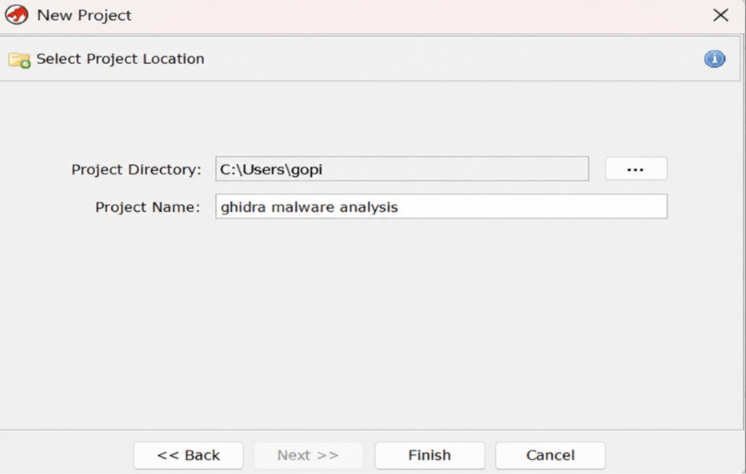 New Project
Select Project Location
Project Directory: C:\Users\gopi ...
Project Name: ghidra malware analysis
<< Back Next >> Finish Cancel